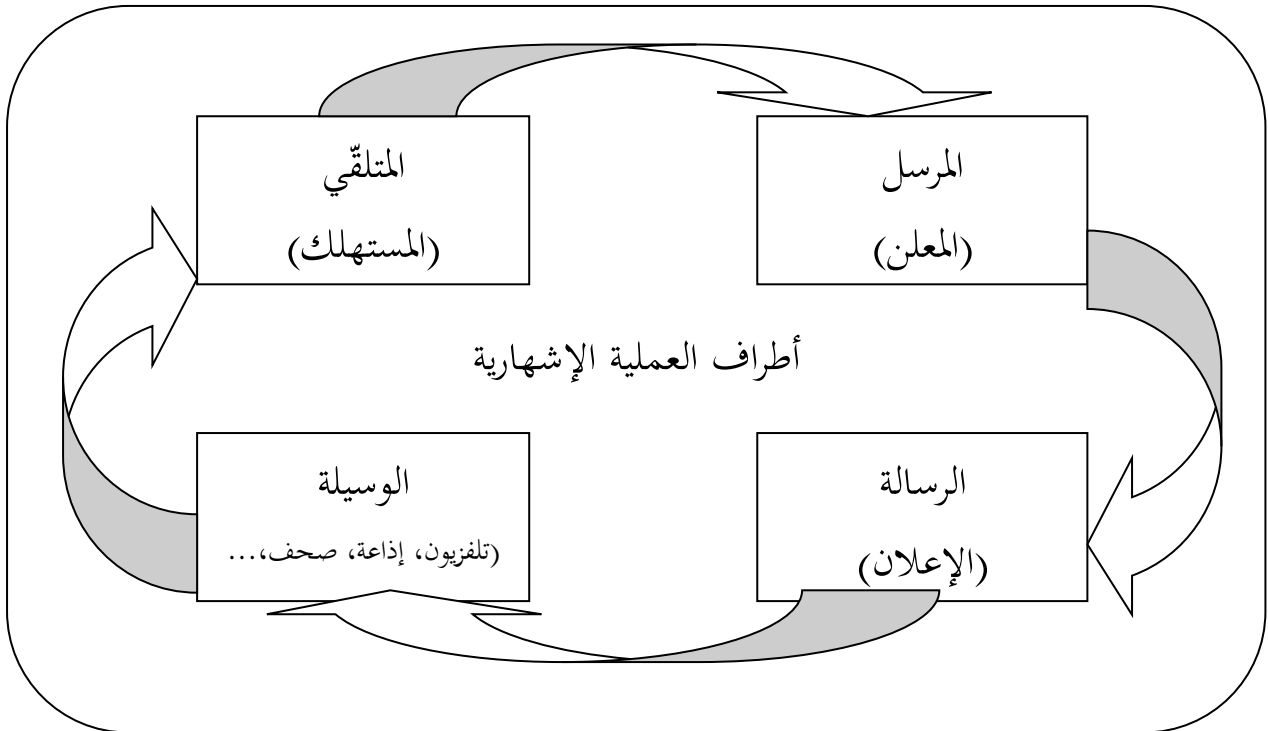 المرسل
(المعلن)
المتلقّي
(المستهلك)
أطراف العملية الإشهارية
الرسالة
(الإعلان)
الوسيلة
(تلفزيون، إذاعة، صحف،...